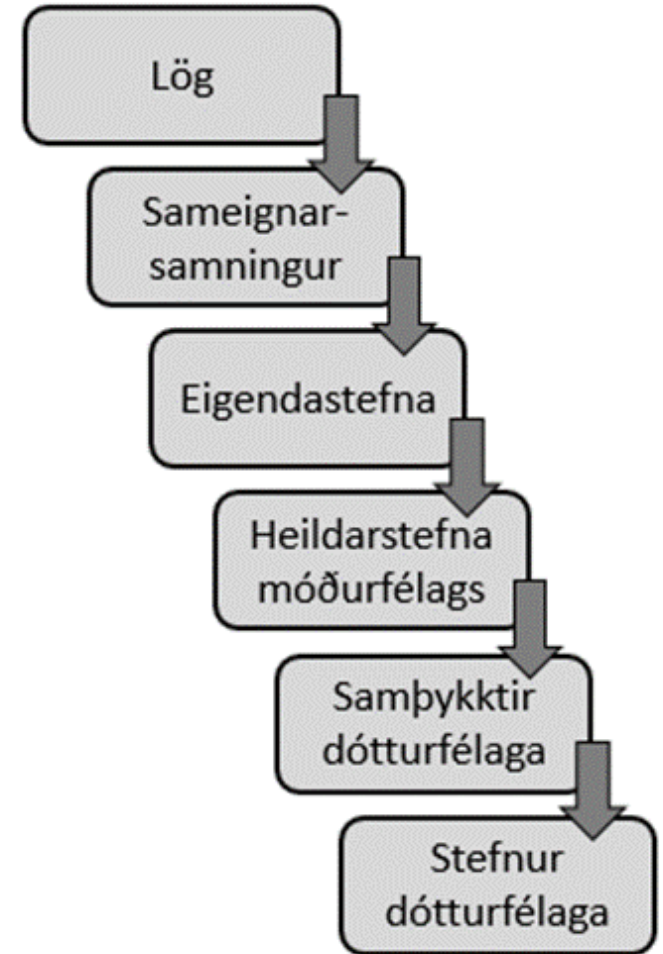 Lög
Sameignar-
samningur
Eigendastefna
Heildarstefna
móðurfélags
Samþykktir
dótturfélaga
Stefnur
dótturfélaga